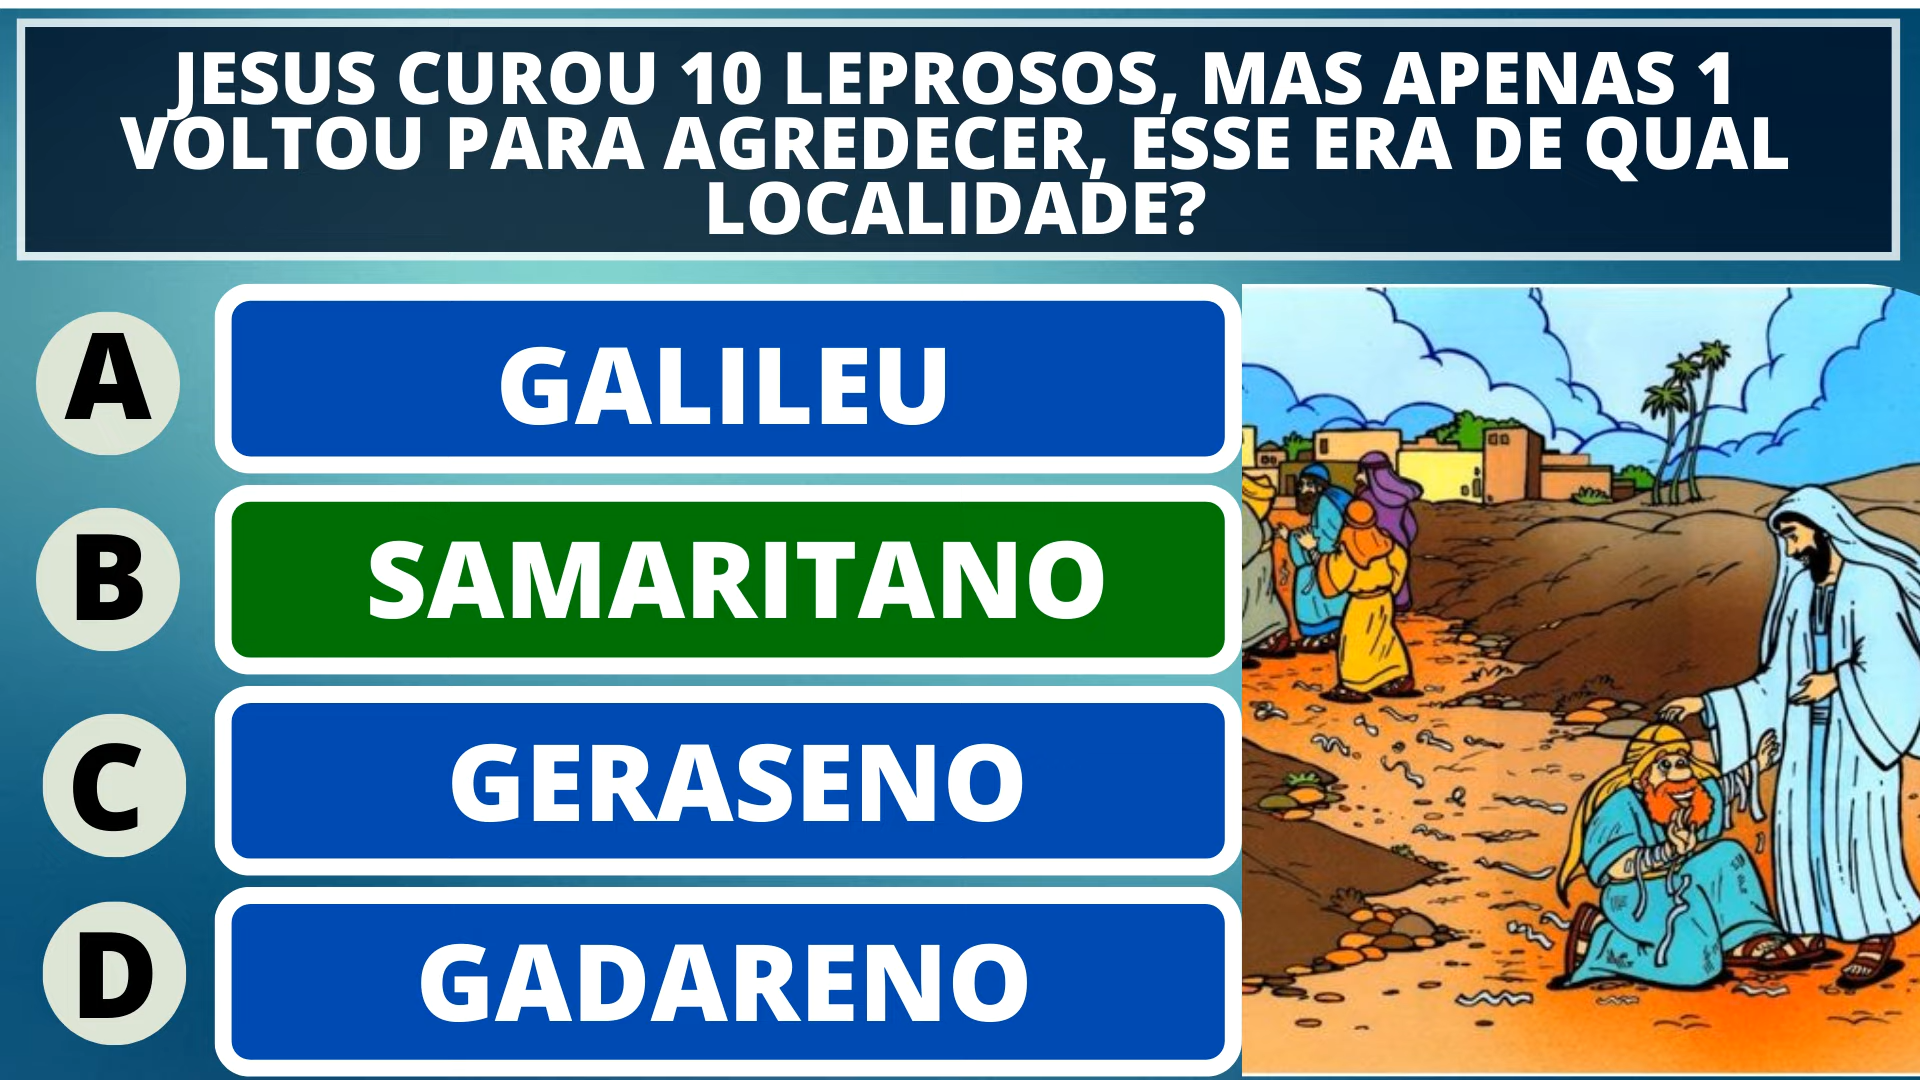 JESUS CUROU 10 LEPROSOS, MAS APENAS 1
VOLTOU PARA AGREDECER, ESSE ERA DE QUAL
LOCALIDADE?
A
GALILEU
B
SAMARITANO
C
GERASENO
D
GADARENO